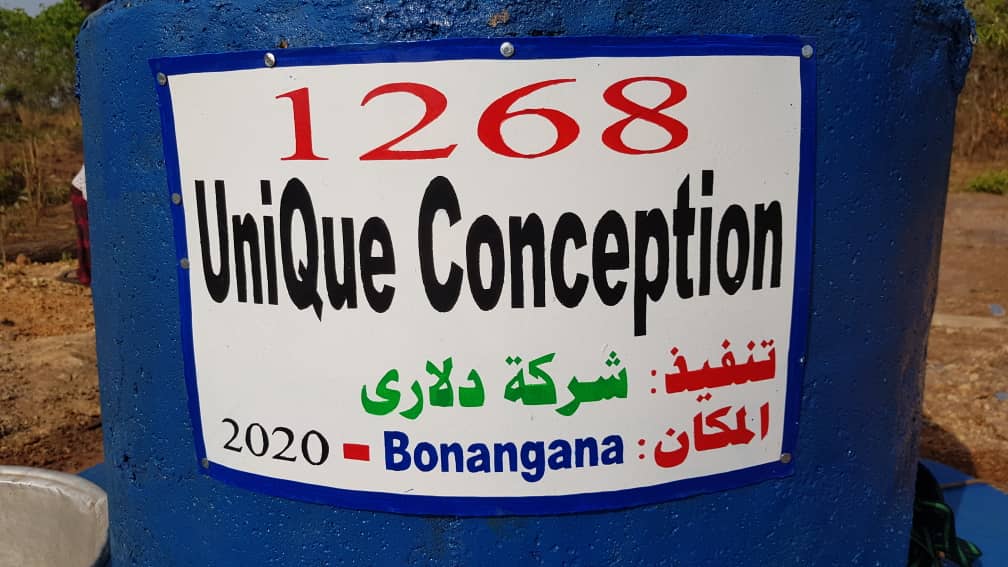 1268
UniQue Conception
تنفيذ: شركة دلارى
المكان: Bonangana - 2020